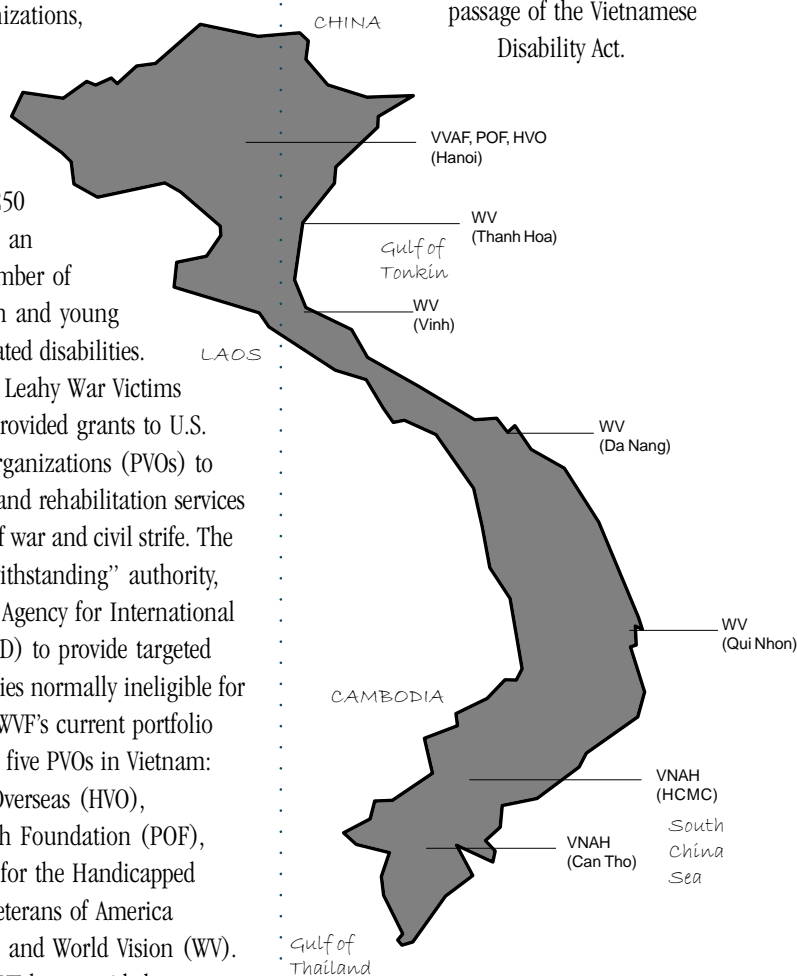 nizations,
50
an
mber of
n and young
ated disabilities.
Leahy War Victims
rovided grants to U.S.
rganizations (PVOs) to
and rehabilitation services
f war and civil strife. The
ithstanding” authority,
Agency for International
D) to provide targeted
ies normally ineligible for
WVF’s current portfolio
five PVOs in Vietnam:
Overseas (HVO),
h Foundation (POF),
for the Handicapped
eterans of America
and World Vision (WV).
passage of the Vietnamese
Disability Act.
CHINA
VVAF, POF, HVO
(Hanoi)
WV
(Thanh Hoa)
Gulf of
Tonkin
WV
(Vinh)
LAOS
WV
(Da Nang)
WV
(Qui Nhon)
CAMBODIA
VNAH
(HCMC)
South
China
Sea
VNAH
(Can Tho)
Gulf of
Thailand